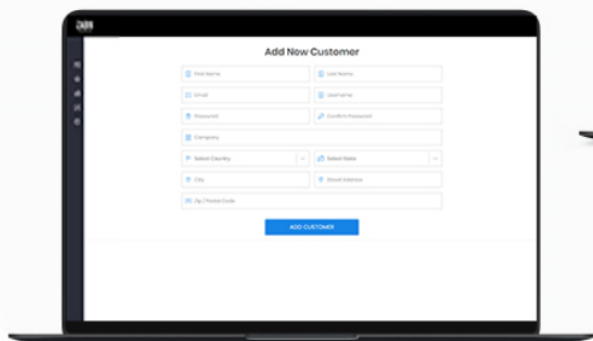 Add New Customer
First Name
Last Name
Email
Username
Password
Confirm Password
Company
Select Country
Select State
City
Street Address
Zip / Postal Code
ADD CUSTOMER